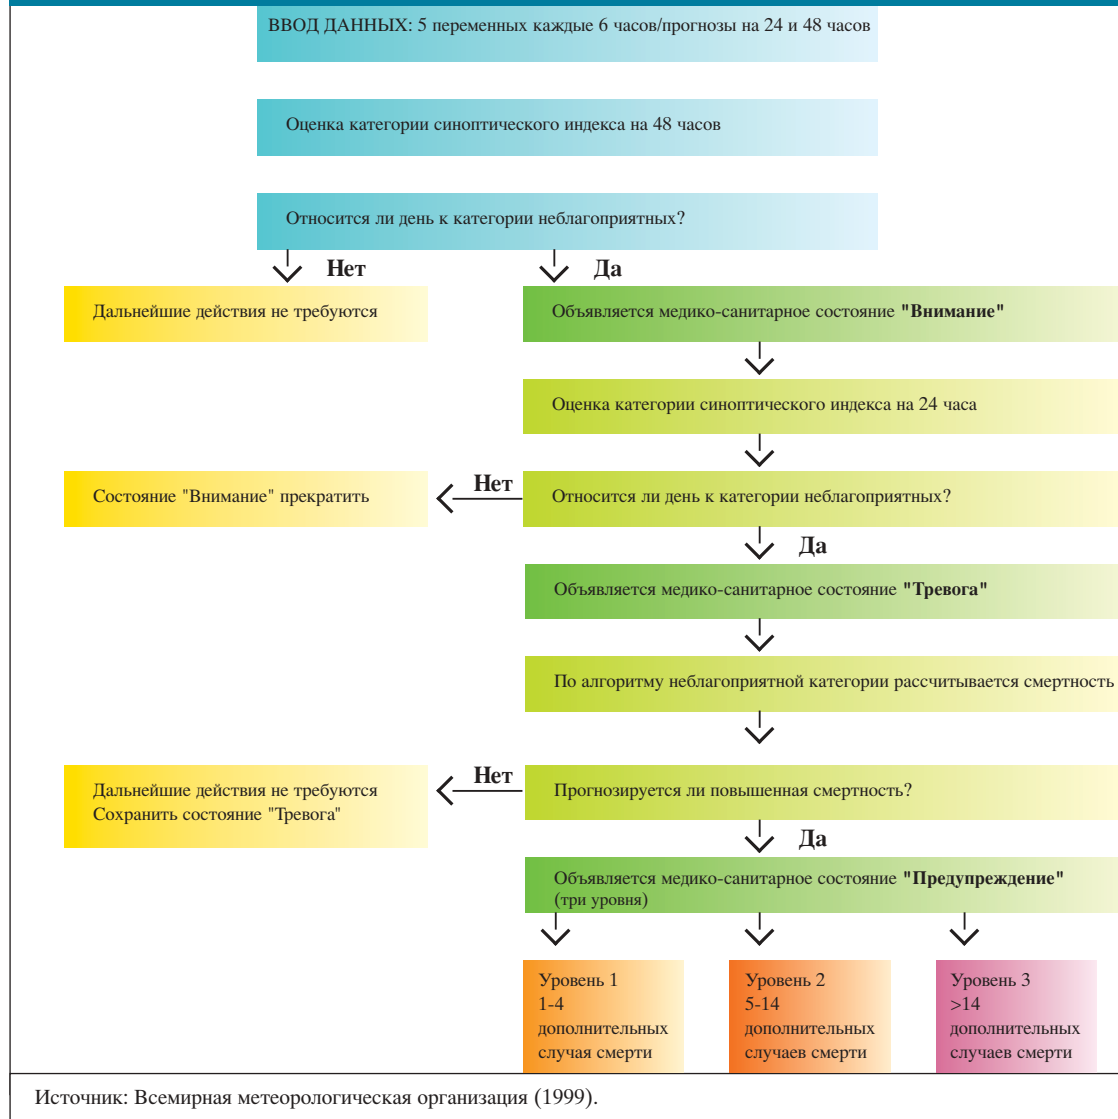 ВВОД ДАННЫХ: 5 переменных каждые 6 часов/прогнозы на 24 и 48 часов
Оценка категории синоптического индекса на 48 часов
Относится ли день к категории неблагоприятных?
Нет
Да
Дальнейшие действия не требуются
Объявляется медико-санитарное состояние "Внимание"
Оценка категории синоптического индекса на 24 часа
Состояние "Внимание" прекратить
Нет
Относится ли день к категории неблагоприятных?
Да
Объявляется медико-санитарное состояние "Тревога"
По алгоритму неблагоприятной категории рассчитывается смертность
Дальнейшие действия не требуются
Сохранить состояние "Тревога"
Нет
Прогнозируется ли повышенная смертность?
Да
Объявляется медико-санитарное состояние "Предупреждение"
(три уровня)
Уровень 1
1-4
дополнительных
случая смерти
Уровень 2
5-14
дополнительных
случаев смерти
Уровень 3
>14
дополнительных
случаев смерти
Источник: Всемирная метеорологическая организация (1999).